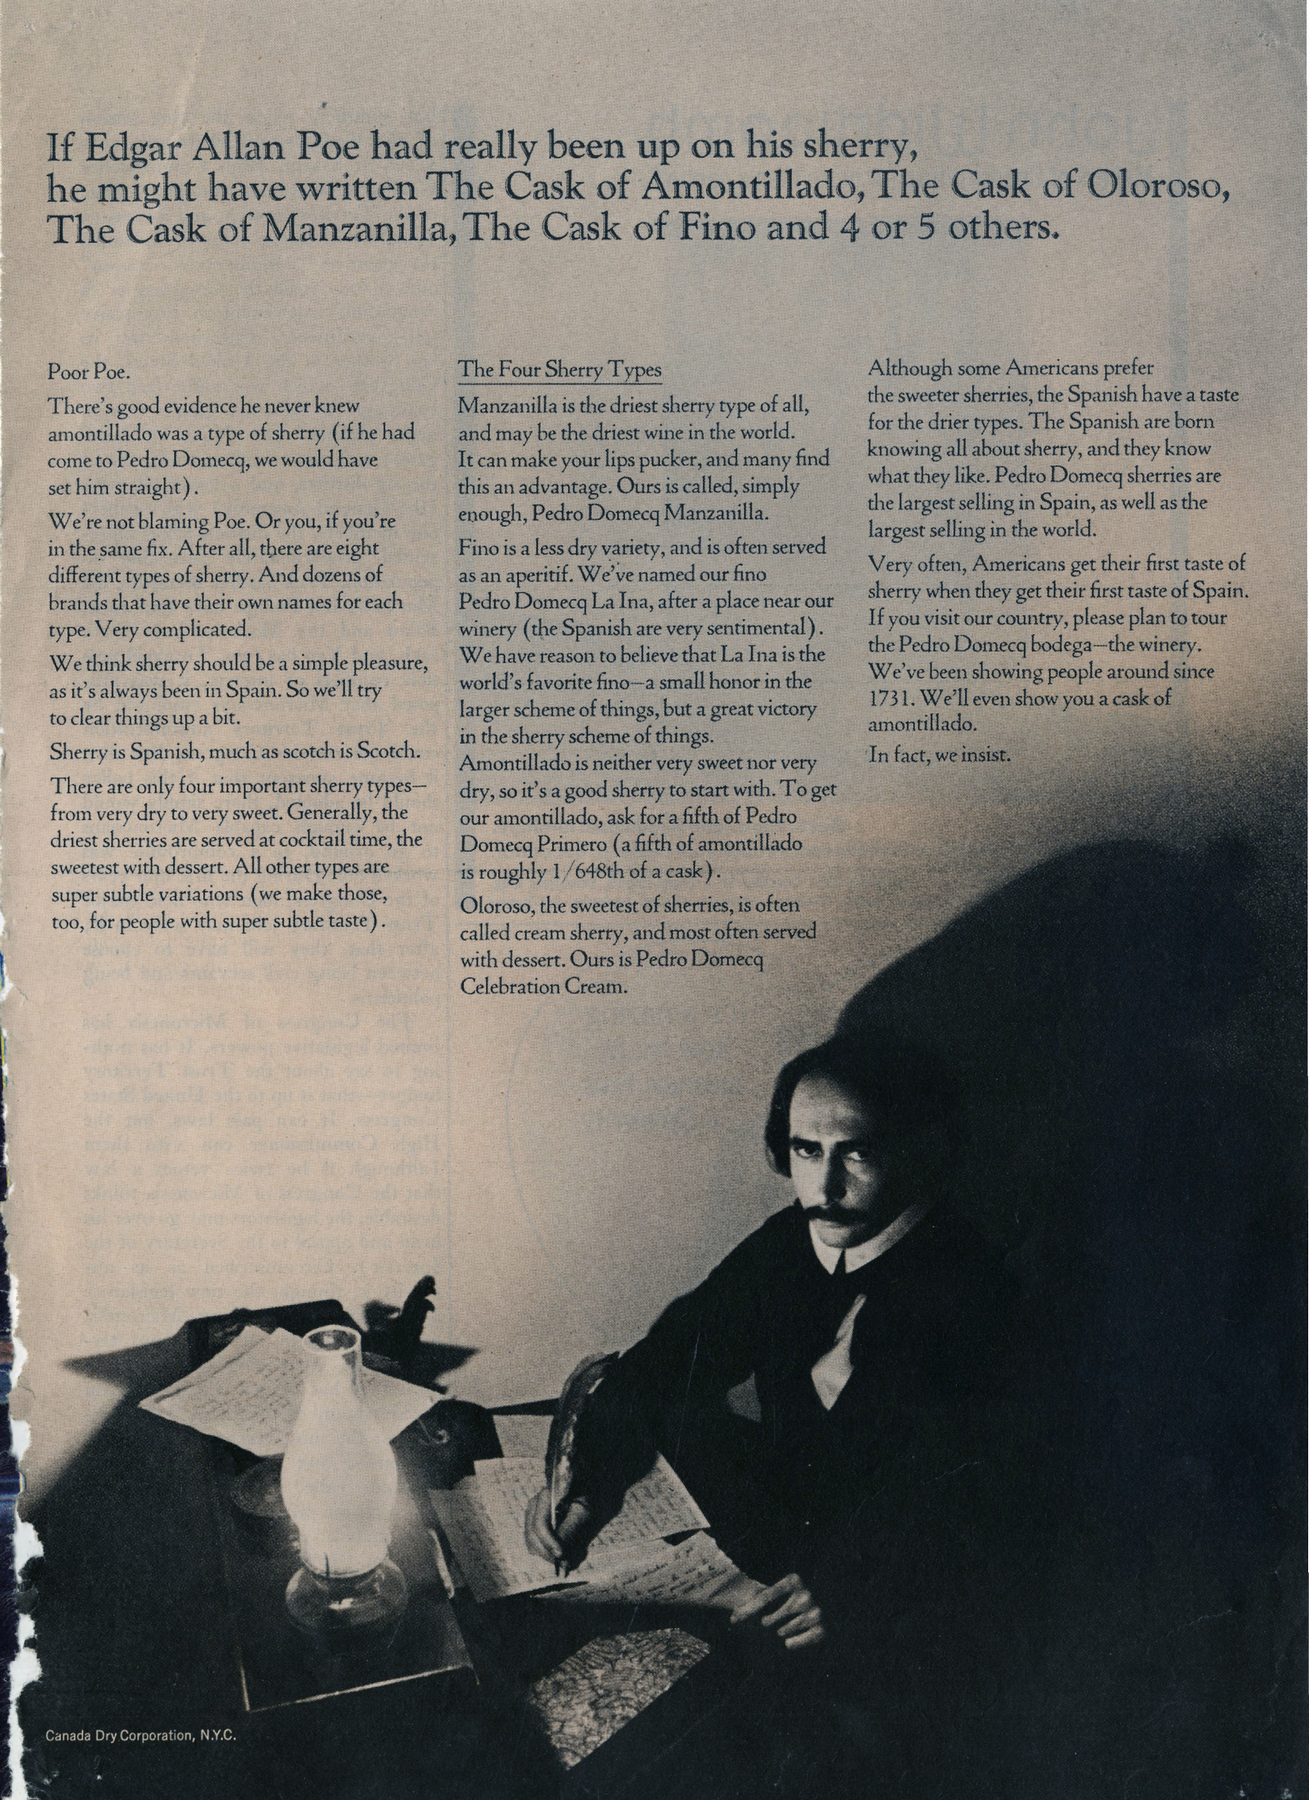 If Edgar Allan Poe had really been up on his sherry,
he might have written The Cask of Amontillado, The Cask of Oloroso,
The Cask of Manzanilla, The Cask of Fino and 4 or 5 others.
Poor Poe.
There's good evidence he never knew
amontillado was a type of sherry (if he had
come to Pedro Domecq, we would have
set him straight).
We're not blaming Poe. Or you, if you're
in the same fix. After all, there are eight
different types of sherry. And dozens of
brands that have their own names for each
type. Very complicated.
We think sherry should be a simple pleasure,
as it's always been in Spain. So we'll try
to clear things up a bit.
Sherry is Spanish, much as scotch is Scotch.
There are only four important sherry types—
from very dry to very sweet. Generally, the
driest sherries are served at cocktail time, the
sweetest with dessert. All other types are
super subtle variations (we make those,
too, for people with super subtle taste).
The Four Sherry Types
Manzanilla is the driest sherry type of all,
and may be the driest wine in the world.
It can make your lips pucker, and many find
this an advantage. Ours is called, simply
enough, Pedro Domecq Manzanilla.
Fino is a less dry variety, and is often served
as an aperitif. We've named our fino
Pedro Domecq La Ina, after a place near our
winery (the Spanish are very sentimental).
We have reason to believe that La Ina is the
world's favorite fino—a small honor in the
larger scheme of things, but a great victory
in the sherry scheme of things.
Amontillado is neither very sweet nor very
dry, so it's a good sherry to start with. To get
our amontillado, ask for a fifth of Pedro
Domecq Primero (a fifth of amontillado
is roughly 1/648th of a cask).
Oloroso, the sweetest of sherries, is often
called cream sherry, and most often served
with dessert. Ours is Pedro Domecq
Celebration Cream.
Although some Americans prefer
the sweeter sherries, the Spanish have a taste
for the drier types. The Spanish are born
knowing all about sherry, and they know
what they like. Pedro Domecq sherries are
the largest selling in Spain, as well as the
largest selling in the world.
Very often, Americans get their first taste of
sherry when they get their first taste of Spain.
If you visit our country, please plan to tour
the Pedro Domecq bodega—the winery.
We've been showing people around since
1731. We'll even show you a cask of
amontillado.
In fact, we insist.
Canada Dry Corporation, N.Y.C.